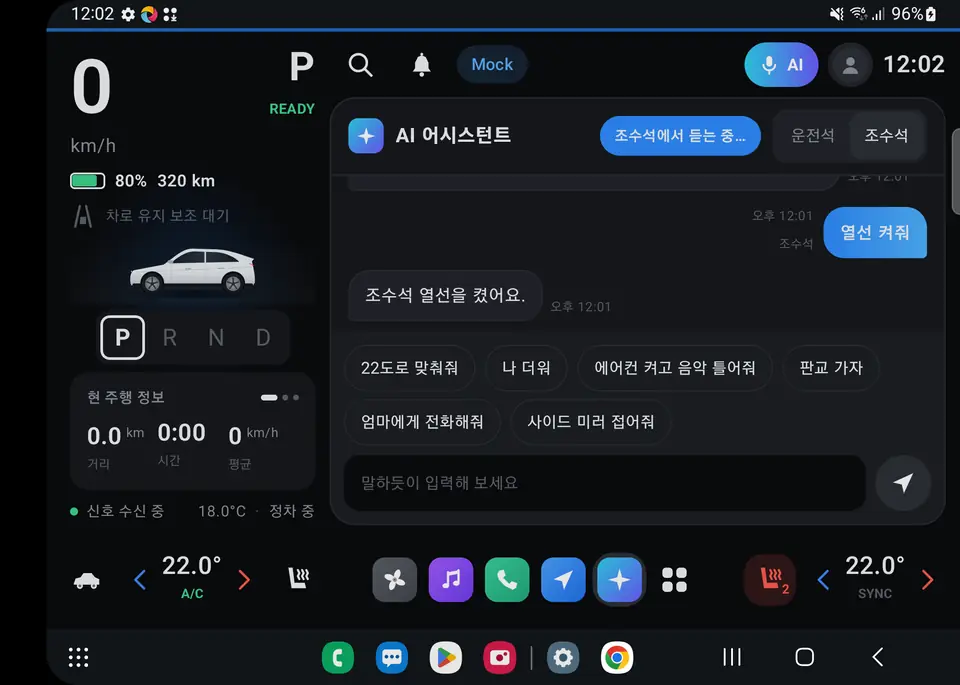 12:02
96%
0
P
READY
km/h
80% 320 km
차로 유지 보조 대기
P R N D
현 주행 정보
0.0 km 0:00 0 km/h
거리 시간 평균
신호 수신 중 18.0°C · 정차 중
Mock
AI
12:02
AI 어시스턴트
조수석에서 듣는 중...
운전석
조수석
오후 12:01
오후 12:01
조수석
열선 켜줘
조수석 열선을 켰어요.
오후 12:01
22도로 맞춰줘
나 더워
에어컨 켜고 음악 틀어줘
판교 가자
엄마에게 전화해줘
사이드 미러 접어줘
말하듯이 입력해 보세요
22.0°
A/C
2
22.0°
SYNC